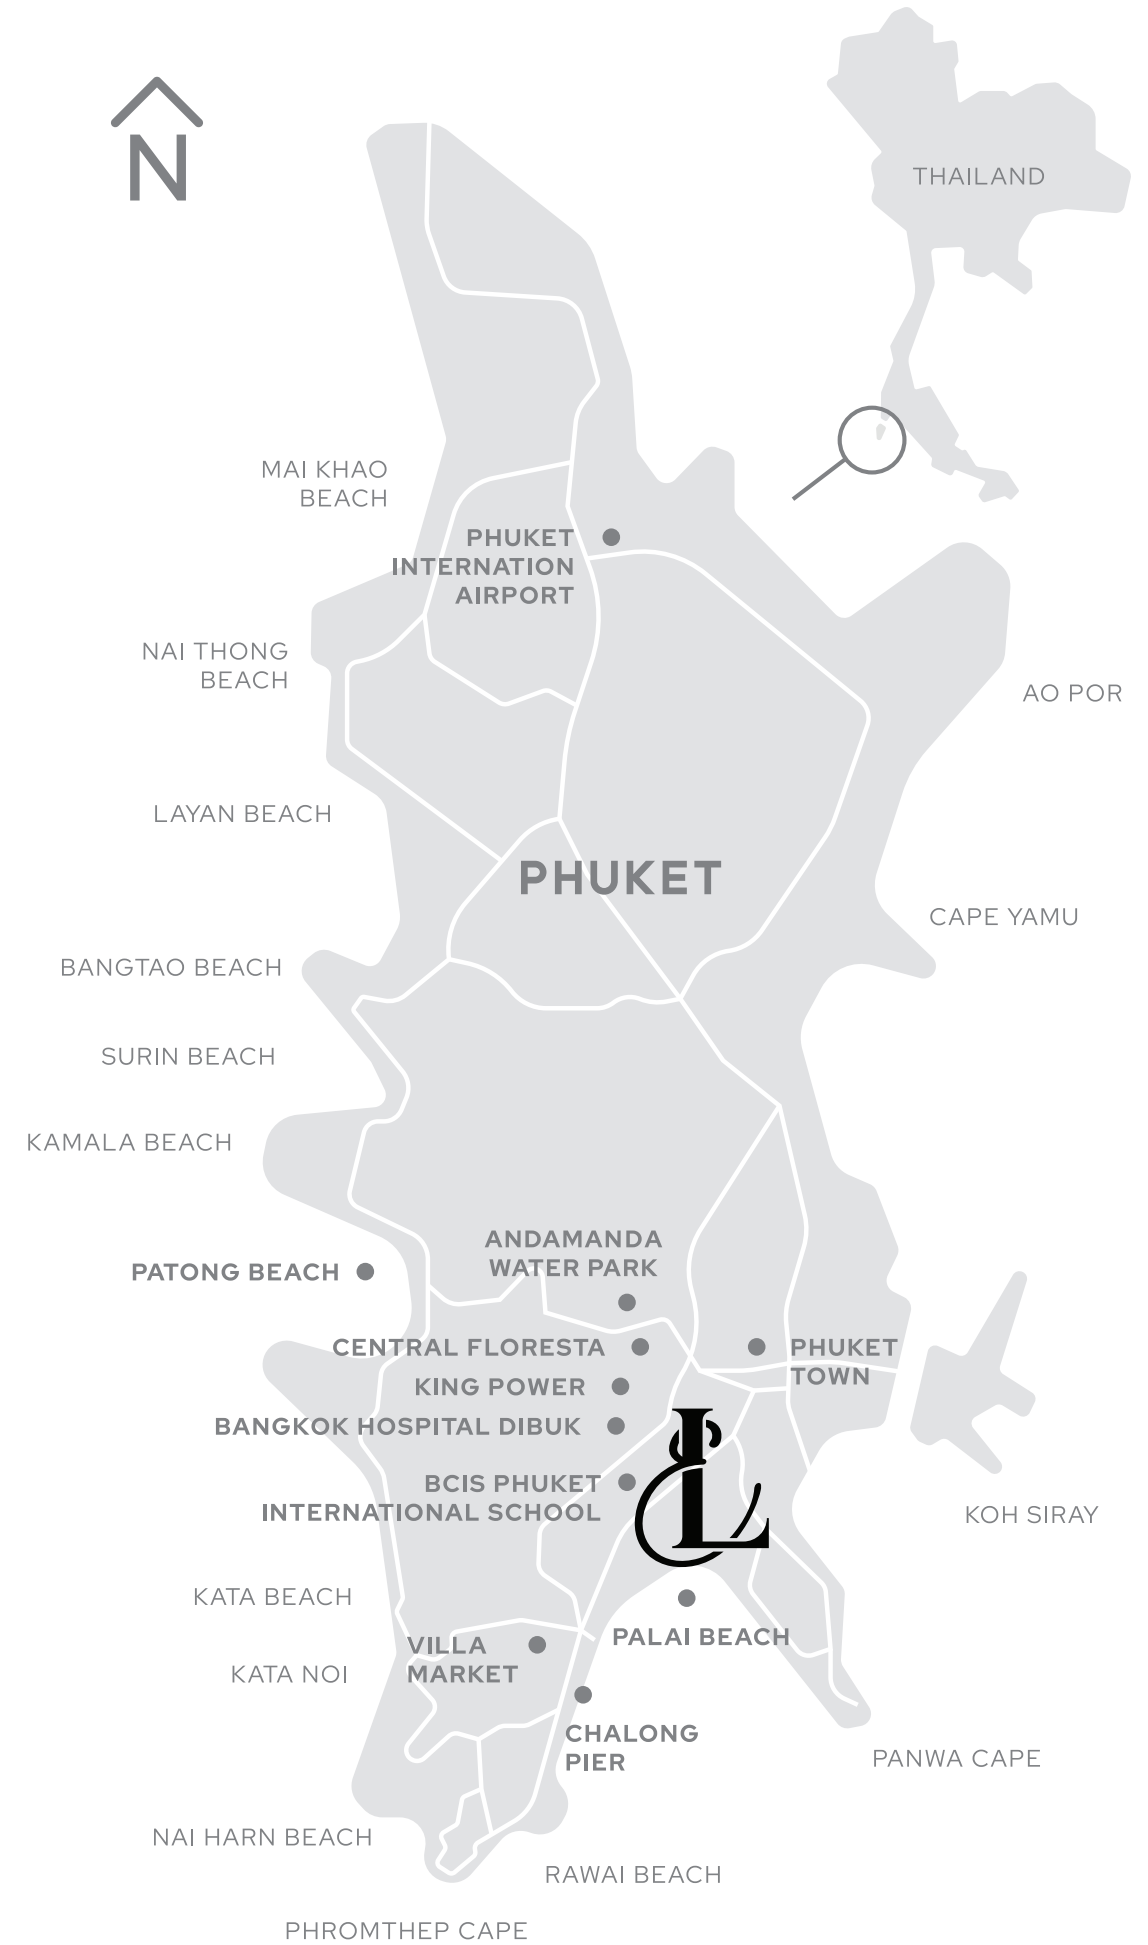 N
THAILAND
MAI KHAO
BEACH
PHUKET
INTERNATION
AIRPORT
NAI THONG
BEACH
AO POR
LAYAN BEACH
PHUKET
CAPE YAMU
BANGTAO BEACH
SURIN BEACH
KAMALA BEACH
ANDAMANDA
WATER PARK
PATONG BEACH
CENTRAL FLORESTA
PHUKET
TOWN
KING POWER
BANGKOK HOSPITAL DIBUK
BCIS PHUKET
INTERNATIONAL SCHOOL
L
KOH SIRAY
KATA BEACH
PALAI BEACH
VILLA
MARKET
KATA NOI
CHALONG
PIER
PANWA CAPE
NAI HARN BEACH
RAWAI BEACH
PHROMTHEP CAPE